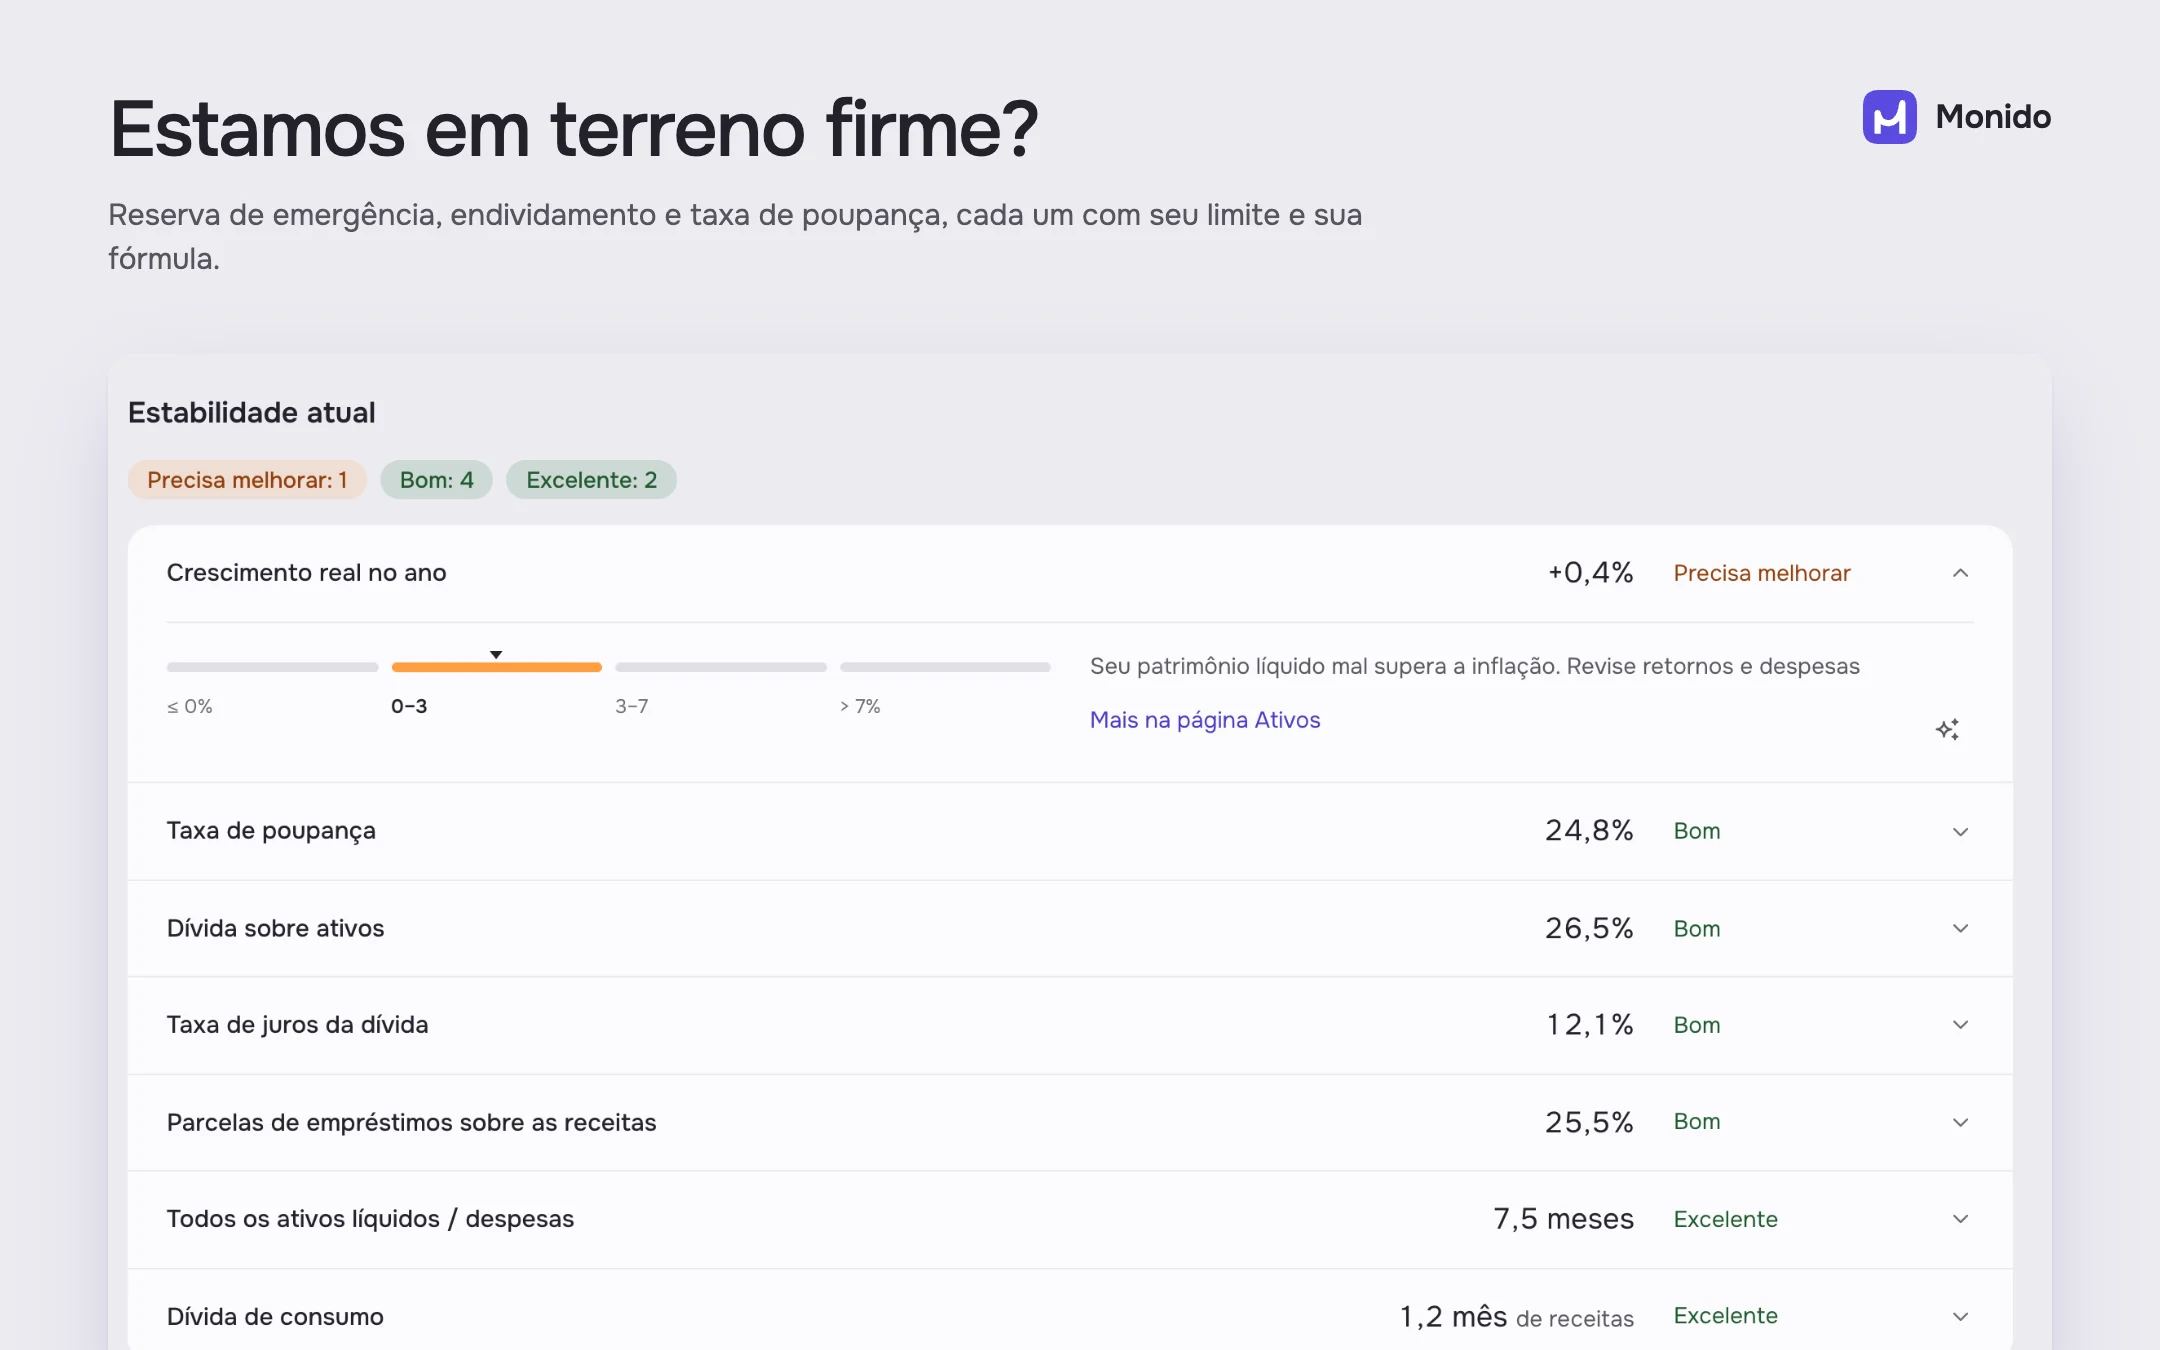 Estamos em terreno firme?
Monido
Reserva de emergência, endividamento e taxa de poupança, cada um com seu limite e sua
fórmula.
Estabilidade atual
Precisa melhorar: 1
Bom: 4
Excelente: 2
Crescimento real no ano
+0,4%
Precisa melhorar
≤ 0%
0–3
3–7
> 7%
Seu patrimônio líquido mal supera a inflação. Revise retornos e despesas
Mais na página Ativos
Taxa de poupança
24,8%
Bom
Dívida sobre ativos
26,5%
Bom
Taxa de juros da dívida
12,1%
Bom
Parcelas de empréstimos sobre as receitas
25,5%
Bom
Todos os ativos líquidos / despesas
7,5 meses
Excelente
Dívida de consumo
1,2 mês de receitas
Excelente